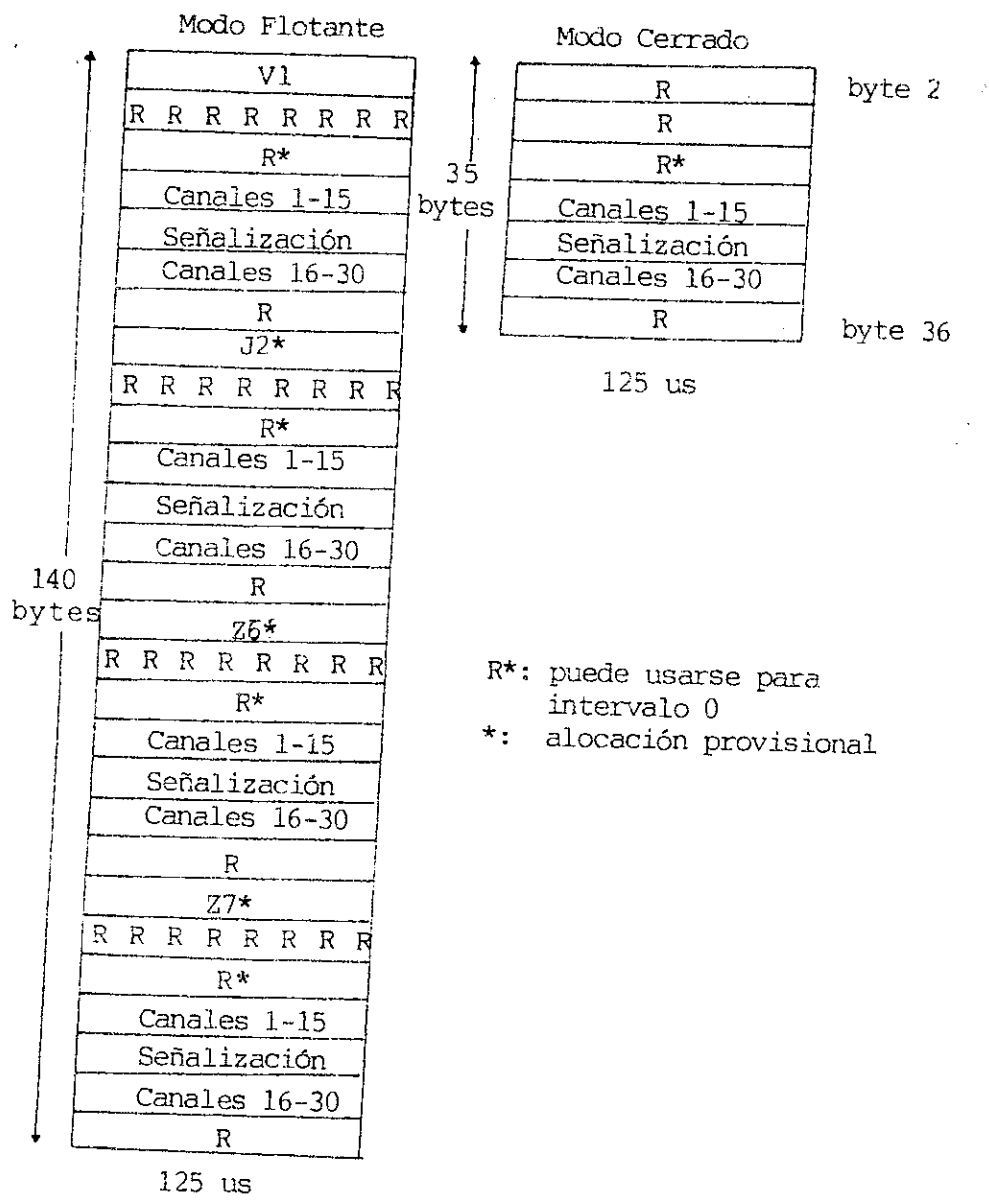 Modo Flotante
V1
R R R R R R R R
R*
Canales 1-15
Señalización
Canales 16-30
R
J2*
R R R R R R R R
R*
Canales 1-15
Señalización
Canales 16-30
R
Z6*
R R R R R R R R
R*
Canales 1-15
Señalización
Canales 16-30
R
Z7*
R R R R R R R R
R*
Canales 1-15
Señalización
Canales 16-30
R
140
bytes
125 us
Modo Cerrado
R
R
R*
Canales 1-15
Señalización
Canales 16-30
R
35
bytes
byte 2
byte 36
125 us
R*: puede usarse para
intervalo 0
*: alocación provisional